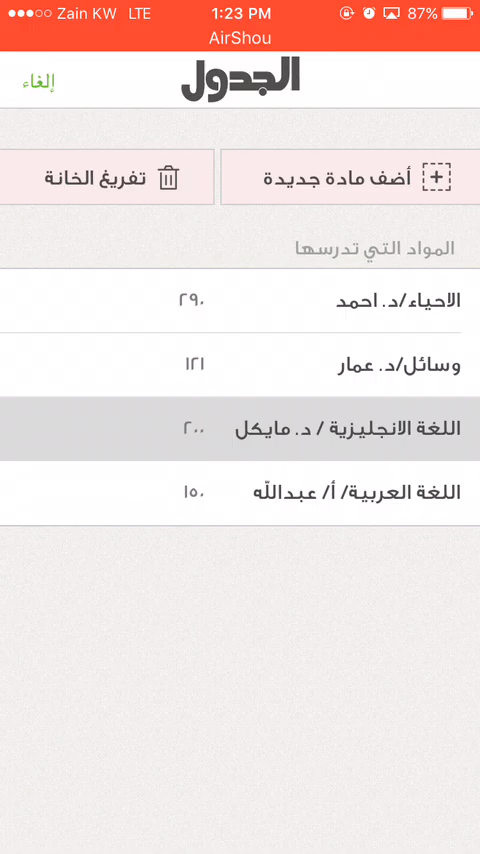 Zain KW LTE 1:23 PM 87%
AirShou
الجدول إلغاء
أضف مادة جديدة تفريغ الخانة
المواد التي تدرسها
الاحياء/د. احمد ٢٩٠
وسائل/د. عمار ١٢١
اللغة الانجليزية / د. مايكل ٢٠٠
اللغة العربية/ أ/ عبدالله ١٥٠